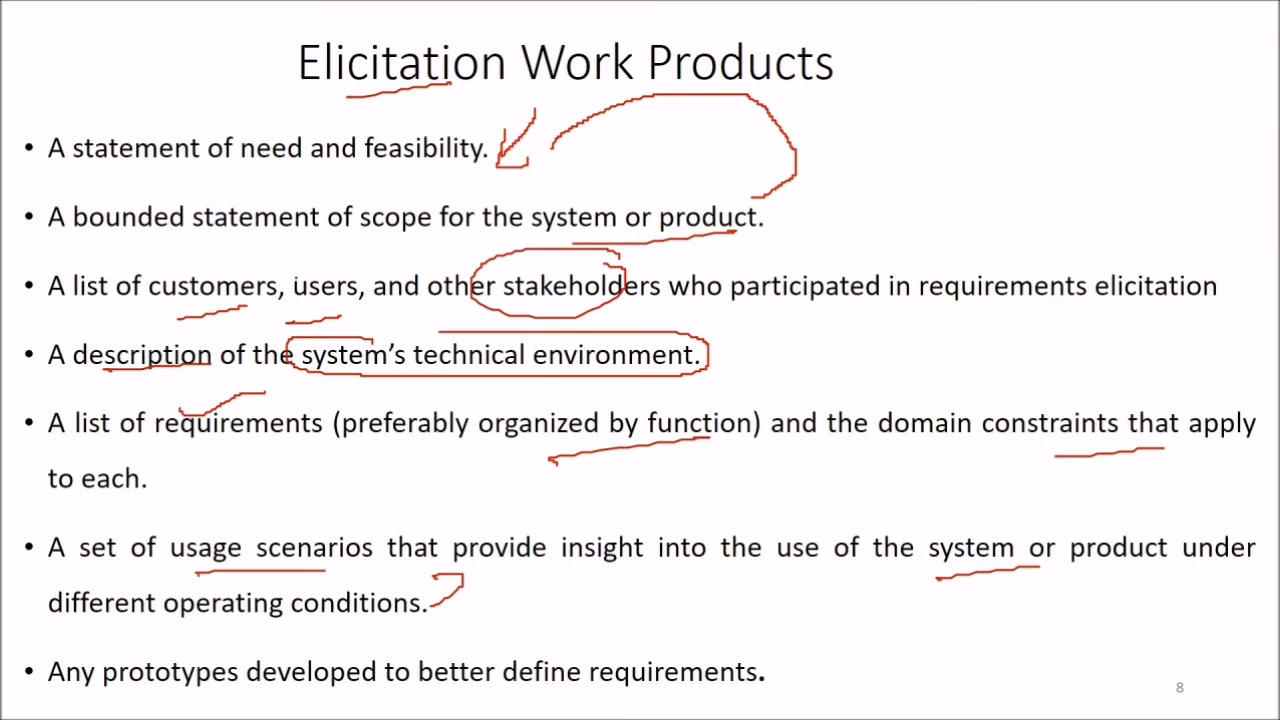 Elicitation Work Products
• A statement of need and feasibility.
• A bounded statement of scope for the system or product.
• A list of customers, users, and other stakeholders who participated in requirements elicitation
• A description of the system’s technical environment.
• A list of requirements (preferably organized by function) and the domain constraints that apply
to each.
• A set of usage scenarios that provide insight into the use of the system or product under
different operating conditions.
• Any prototypes developed to better define requirements.
8